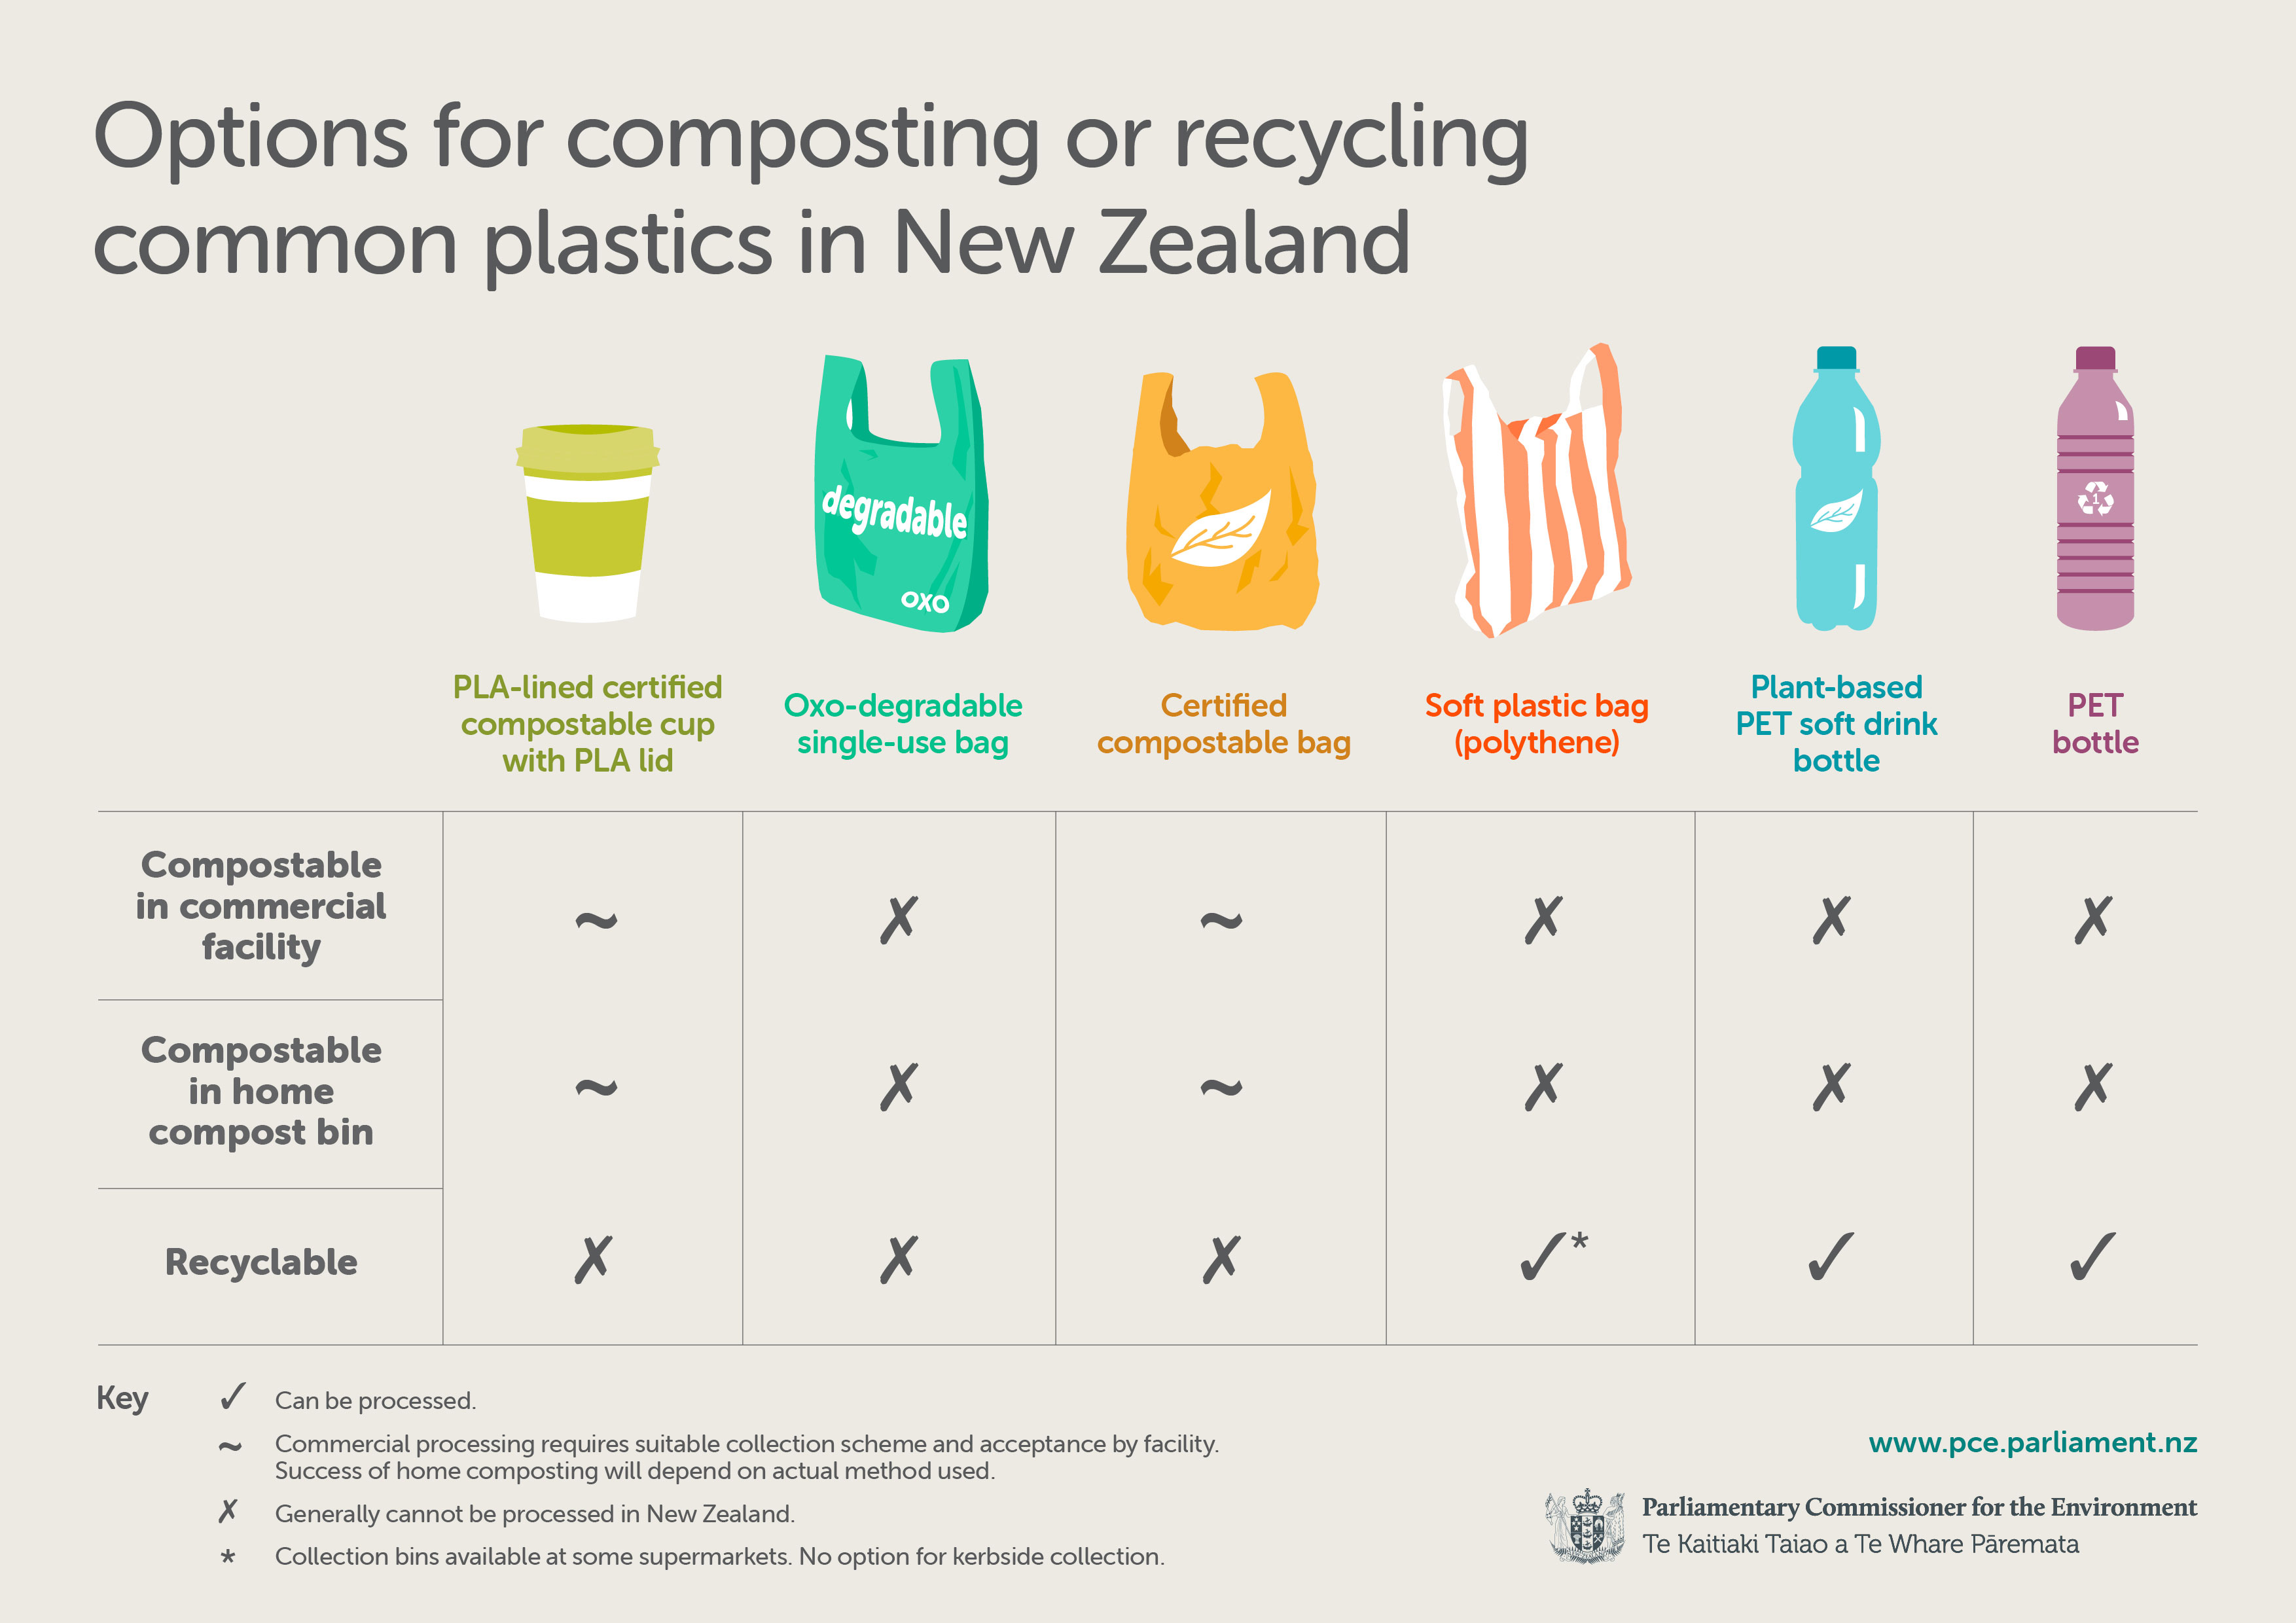 Options for composting or recycling
common plastics in New Zealand
degradable
oxo
1
PLA-lined certified
compostable cup
with PLA lid
Oxo-degradable
single-use bag
Certified
compostable bag
Soft plastic bag
(polythene)
Plant-based
PET soft drink
bottle
PET
bottle
Compostable
in commercial
facility
~ ✗ ~ ✗ ✗ ✗
Compostable
in home
compost bin
~ ✗ ~ ✗ ✗ ✗
Recyclable
✗ ✗ ✗ ✓* ✓ ✓
Key
✓ Can be processed.
~ Commercial processing requires suitable collection scheme and acceptance by facility.
Success of home composting will depend on actual method used.
✗ Generally cannot be processed in New Zealand.
* Collection bins available at some supermarkets. No option for kerbside collection.
www.pce.parliament.nz
Parliamentary Commissioner for the Environment
Te Kaitiaki Taiao a Te Whare Pāremata